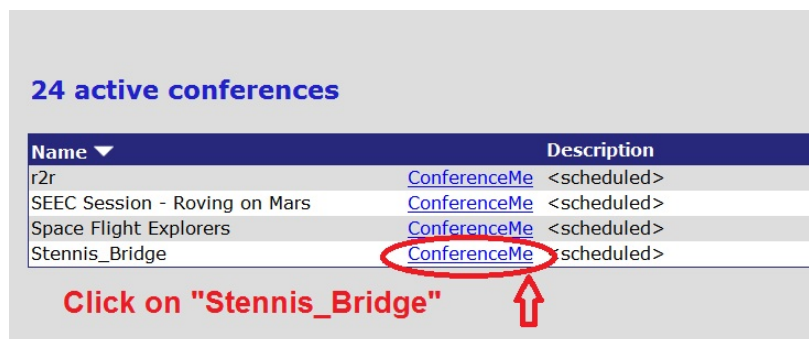 24 active conferences
Name Description
r2r ConferenceMe <scheduled>
SEEC Session - Roving on Mars ConferenceMe <scheduled>
Space Flight Explorers ConferenceMe <scheduled>
Stennis_Bridge ConferenceMe <scheduled>
Click on "Stennis_Bridge"